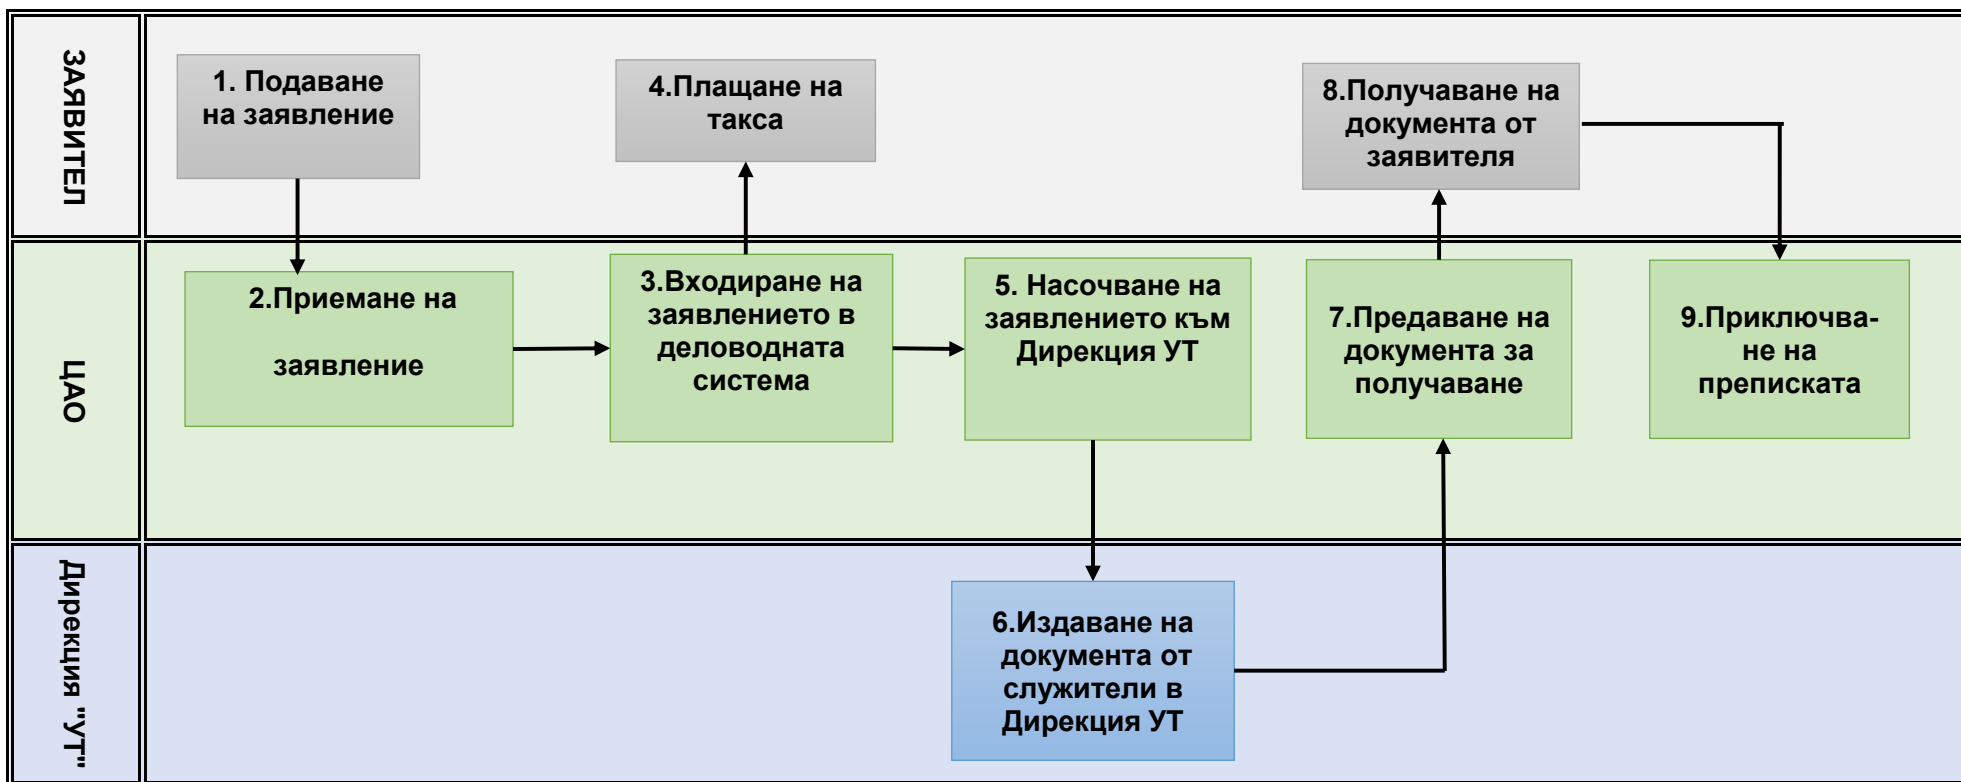 ЗАЯВИТЕЛ
1. Подаване
на заявление
4.Плащане на
такса
8.Получаване на
документа от
заявителя
ЦАО
2.Приемане на
заявление
3.Входиране на
заявлението в
деловодната
система
5. Насочване на
заявлението към
Дирекция УТ
7.Предаване на
документа за
получаване
9.Приключва-
не на
преписката
Дирекция "УТ"
6.Издаване на
документа от
служители в
Дирекция УТ